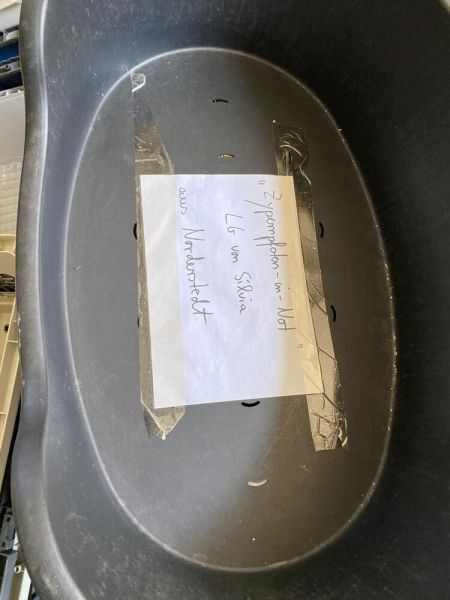 "Zypernpfoten-in-Not"
LG von Silvia
aus Norderstedt